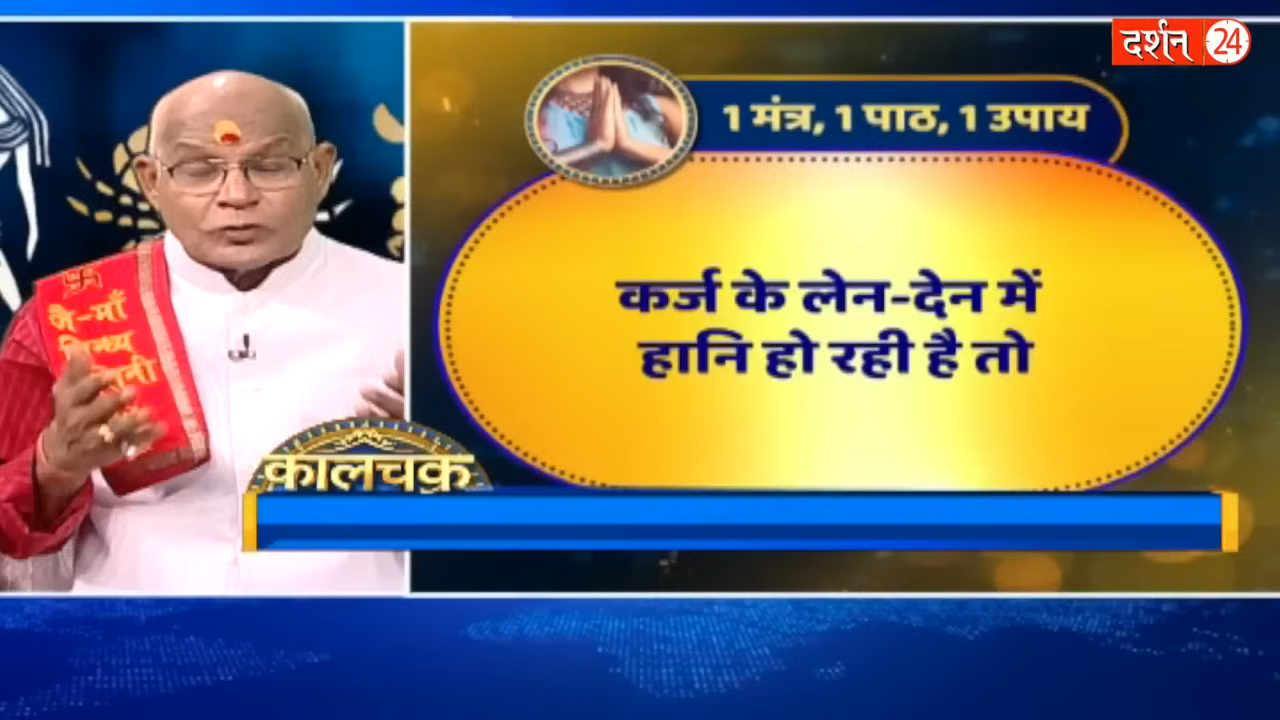 दर्शन 24
1 मंत्र, 1 पाठ, 1 उपाय
कर्ज के लेन-देन में
हानि हो रही है तो
जै-माँ
कालचक्र